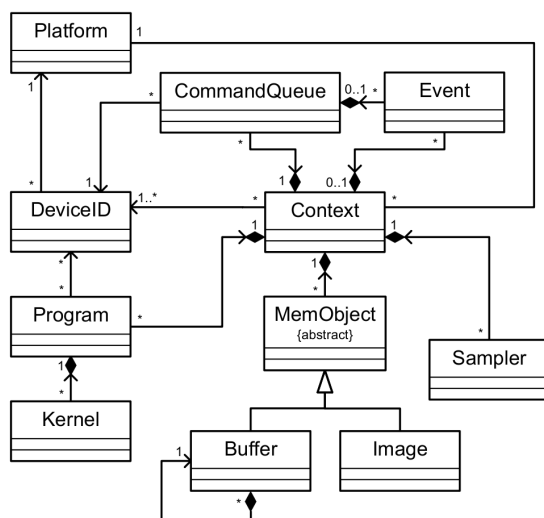 Platform
1
1
*
CommandQueue
0..1
*
Event
*
1
*
*
*
1
0..1
DeviceID
1..*
*
Context
*
*
1
1
1
*
*
Program
*
*
MemObject
{abstract}
1
*
Sampler
*
Kernel
Buffer
Image
1
*